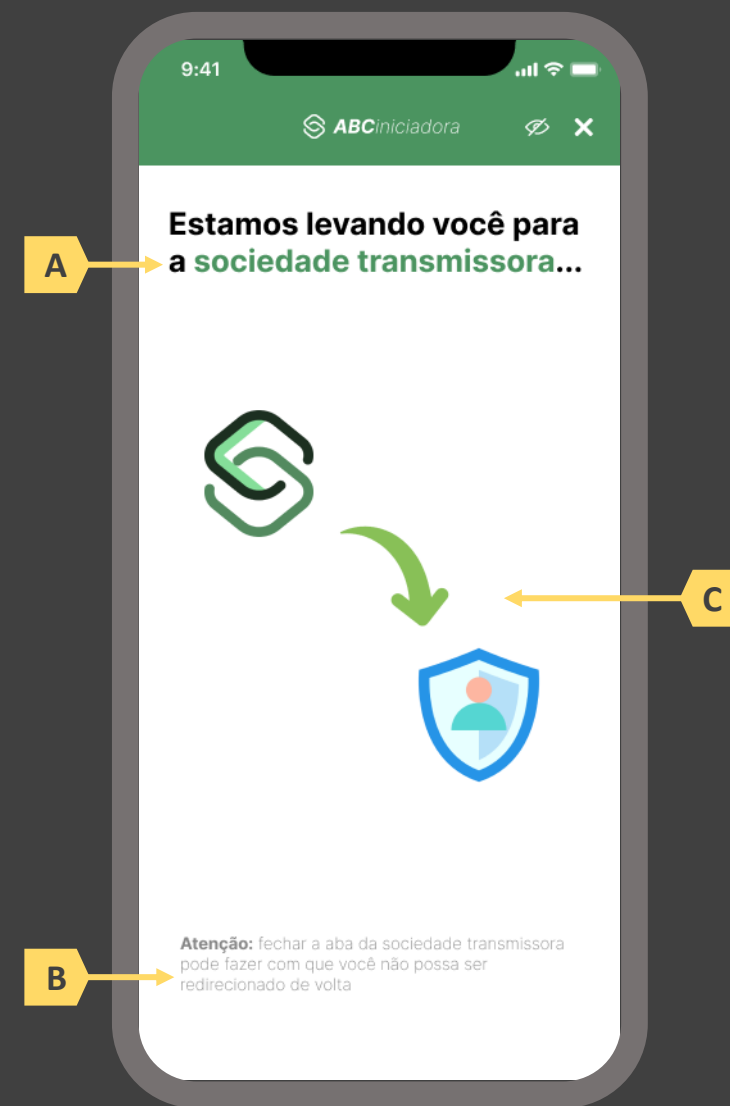 9:41
ABCiniciadora
Estamos levando você para
A
a sociedade transmissora...
C
Atenção: fechar a aba da sociedade transmissora
pode fazer com que você não possa ser
B
redirecionado de volta